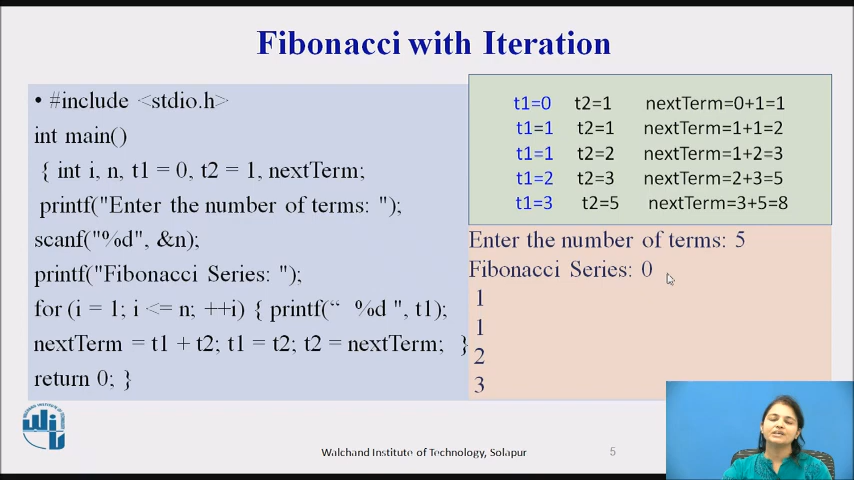 Fibonacci with Iteration
• #include <stdio.h>
int main()
{ int i, n, t1 = 0, t2 = 1, nextTerm;
printf("Enter the number of terms: ");
scanf("%d", &n);
printf("Fibonacci Series: ");
for (i = 1; i <= n; ++i) { printf(“ %d ", t1);
nextTerm = t1 + t2; t1 = t2; t2 = nextTerm; }
return 0; }
t1=0 t2=1 nextTerm=0+1=1
t1=1 t2=1 nextTerm=1+1=2
t1=1 t2=2 nextTerm=1+2=3
t1=2 t2=3 nextTerm=2+3=5
t1=3 t2=5 nextTerm=3+5=8
Enter the number of terms: 5
Fibonacci Series: 0
1
1
2
3
Walchand Institute of Technology, Solapur
5